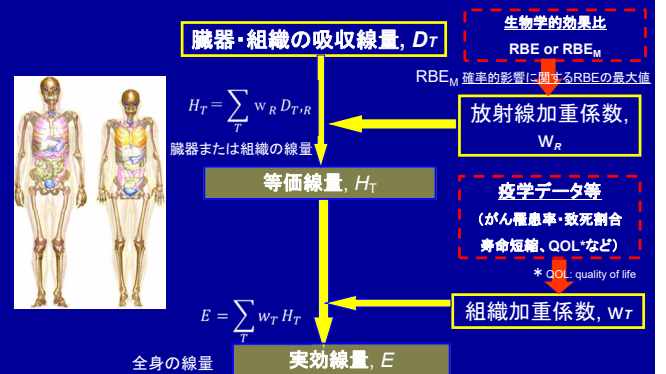 臓器・組織の吸収線量, DT
生物学的効果比
RBE or RBEM
RBEM 確率的影響に関するRBEの最大値
HT = ∑T wR DT,R
放射線加重係数,
WR
臓器または組織の線量
等価線量, HT
疫学データ等
(がん罹患率・致死割合
寿命短縮、QOL*など)
* QOL: quality of life
組織加重係数, WT
E = ∑T wT HT
全身の線量
実効線量, E